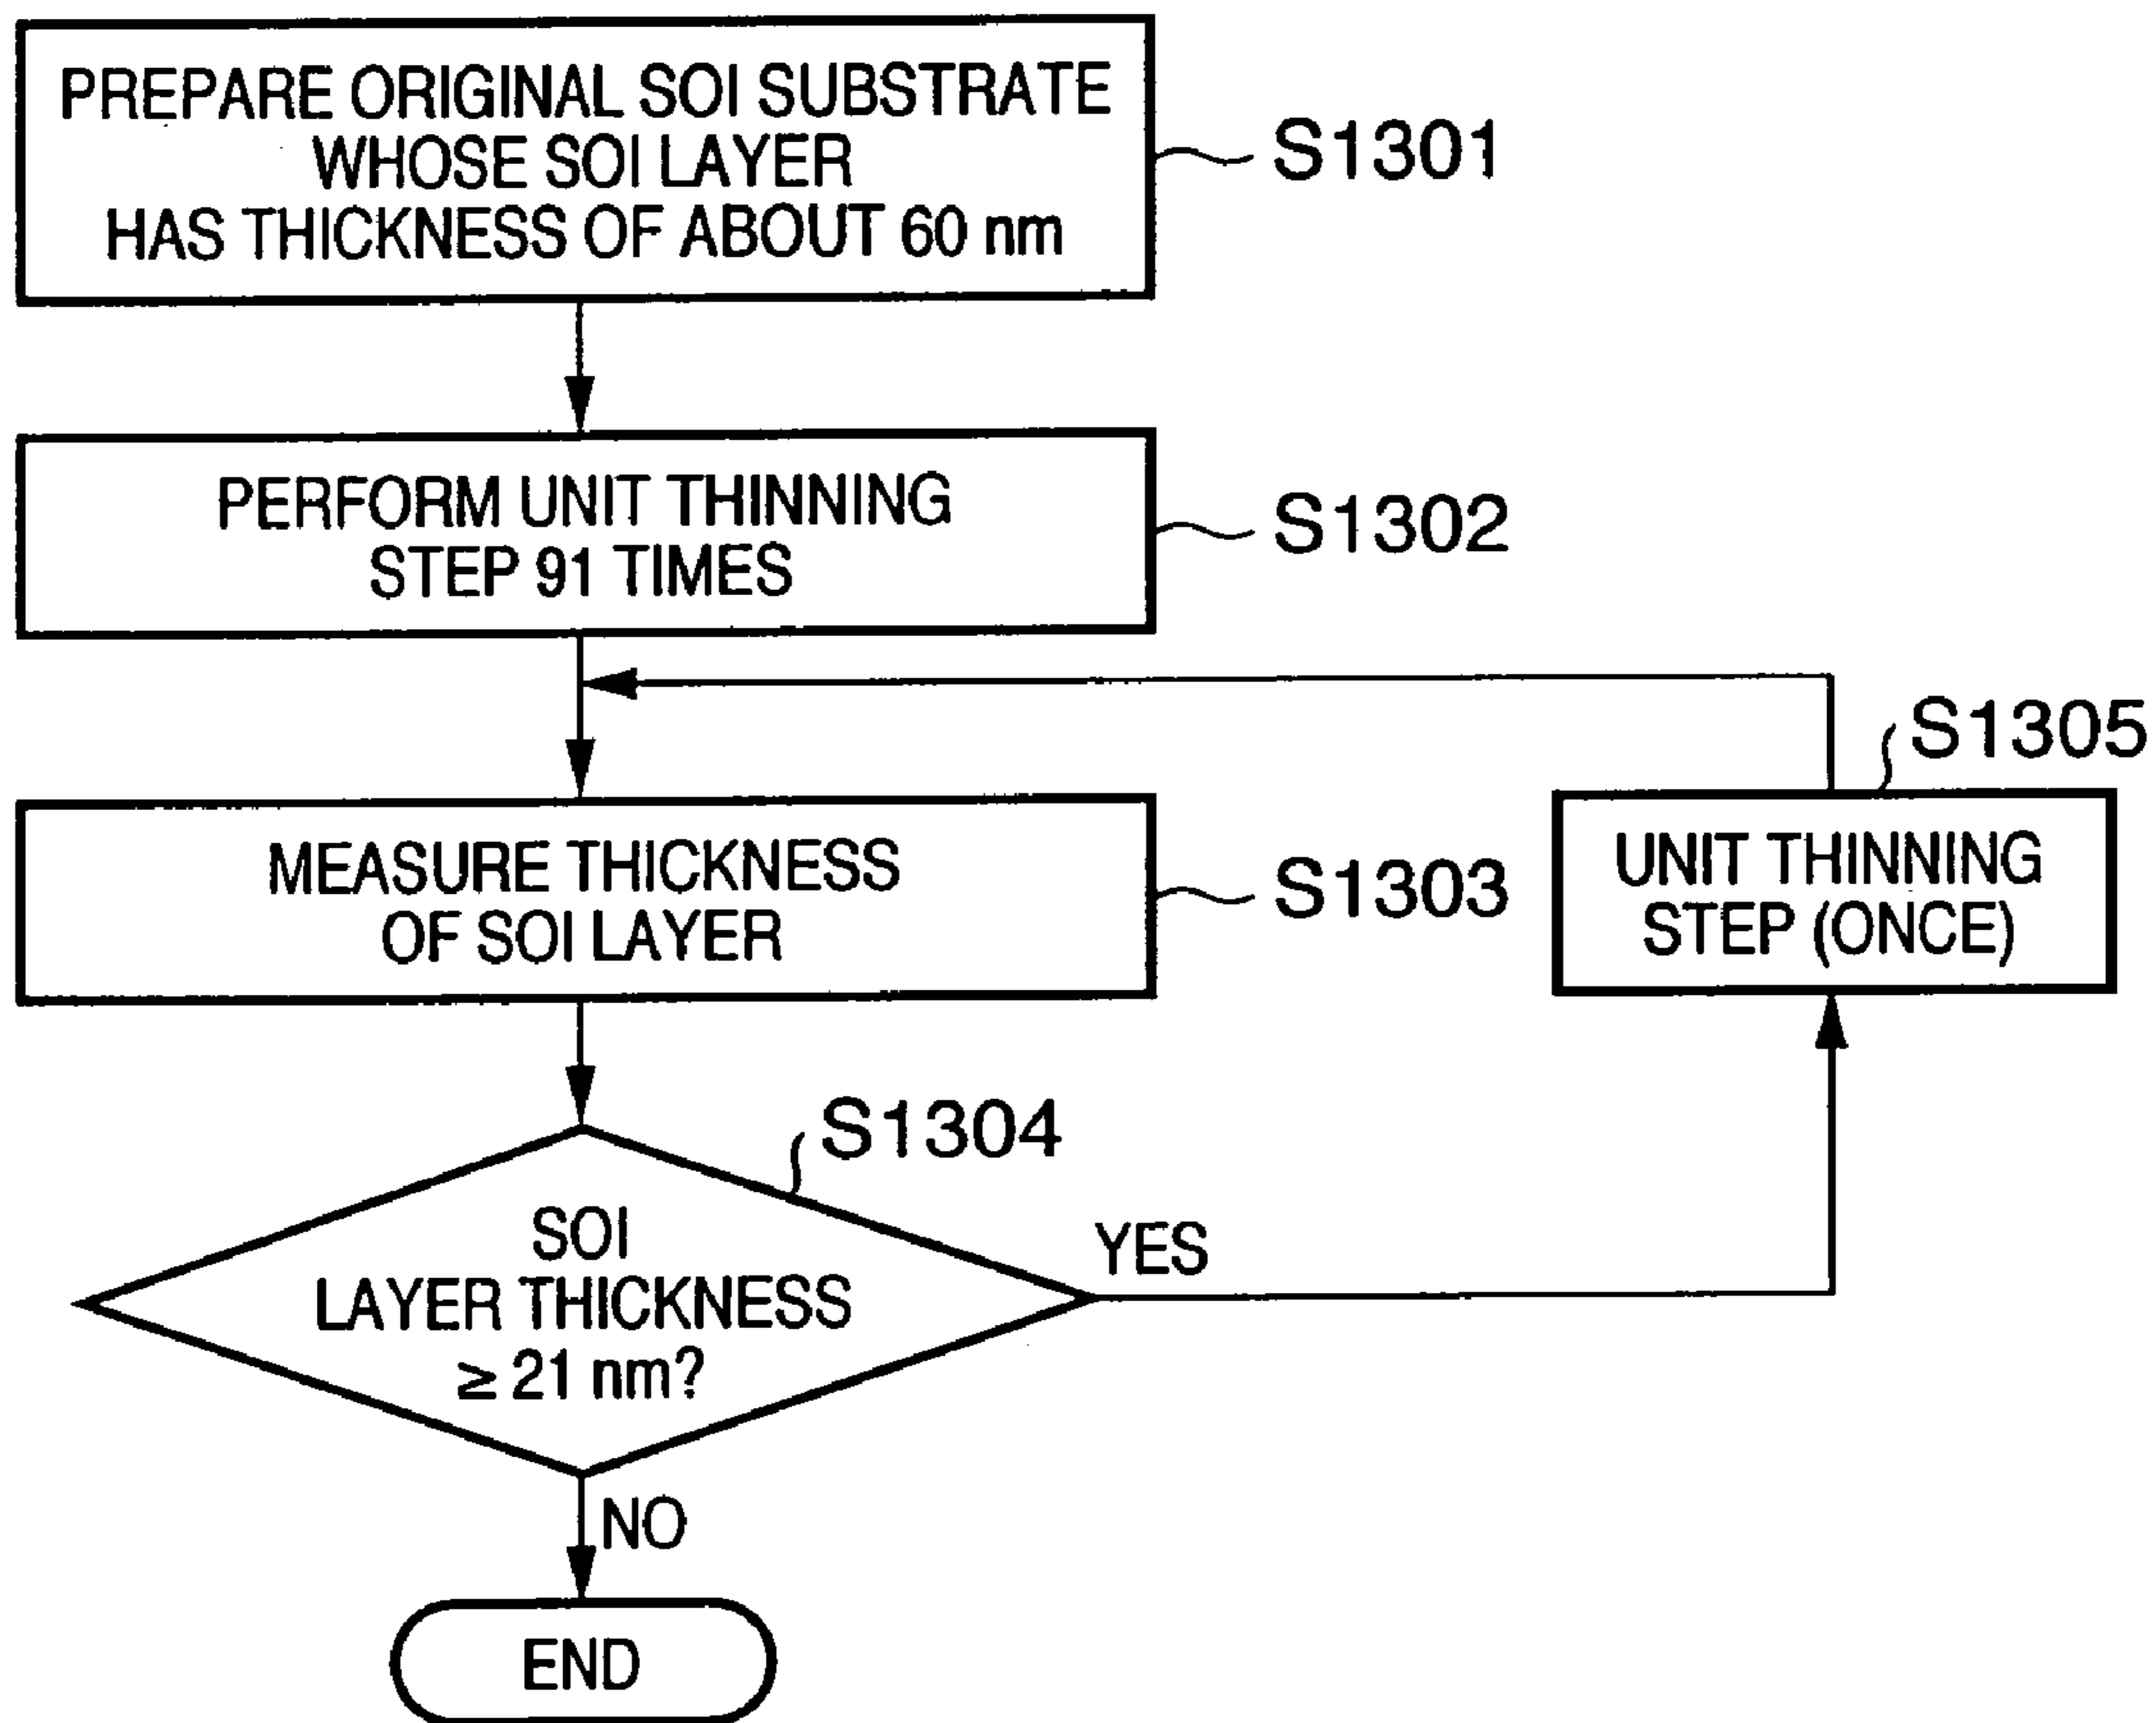 PREPARE ORIGINAL SOI SUBSTRATE
WHOSE SOI LAYER
HAS THICKNESS OF ABOUT 60 nm
S1301
PERFORM UNIT THINNING
STEP 91 TIMES
S1302
S1305
MEASURE THICKNESS
OF SOI LAYER
S1303
UNIT THINNING
STEP (ONCE)
S1304
SOI
LAYER THICKNESS
≥ 21 nm?
YES
NO
END